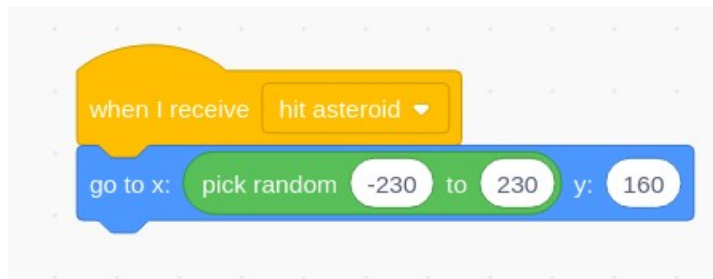 when I receive hit asteroid
go to x: pick random -230 to 230 y: 160